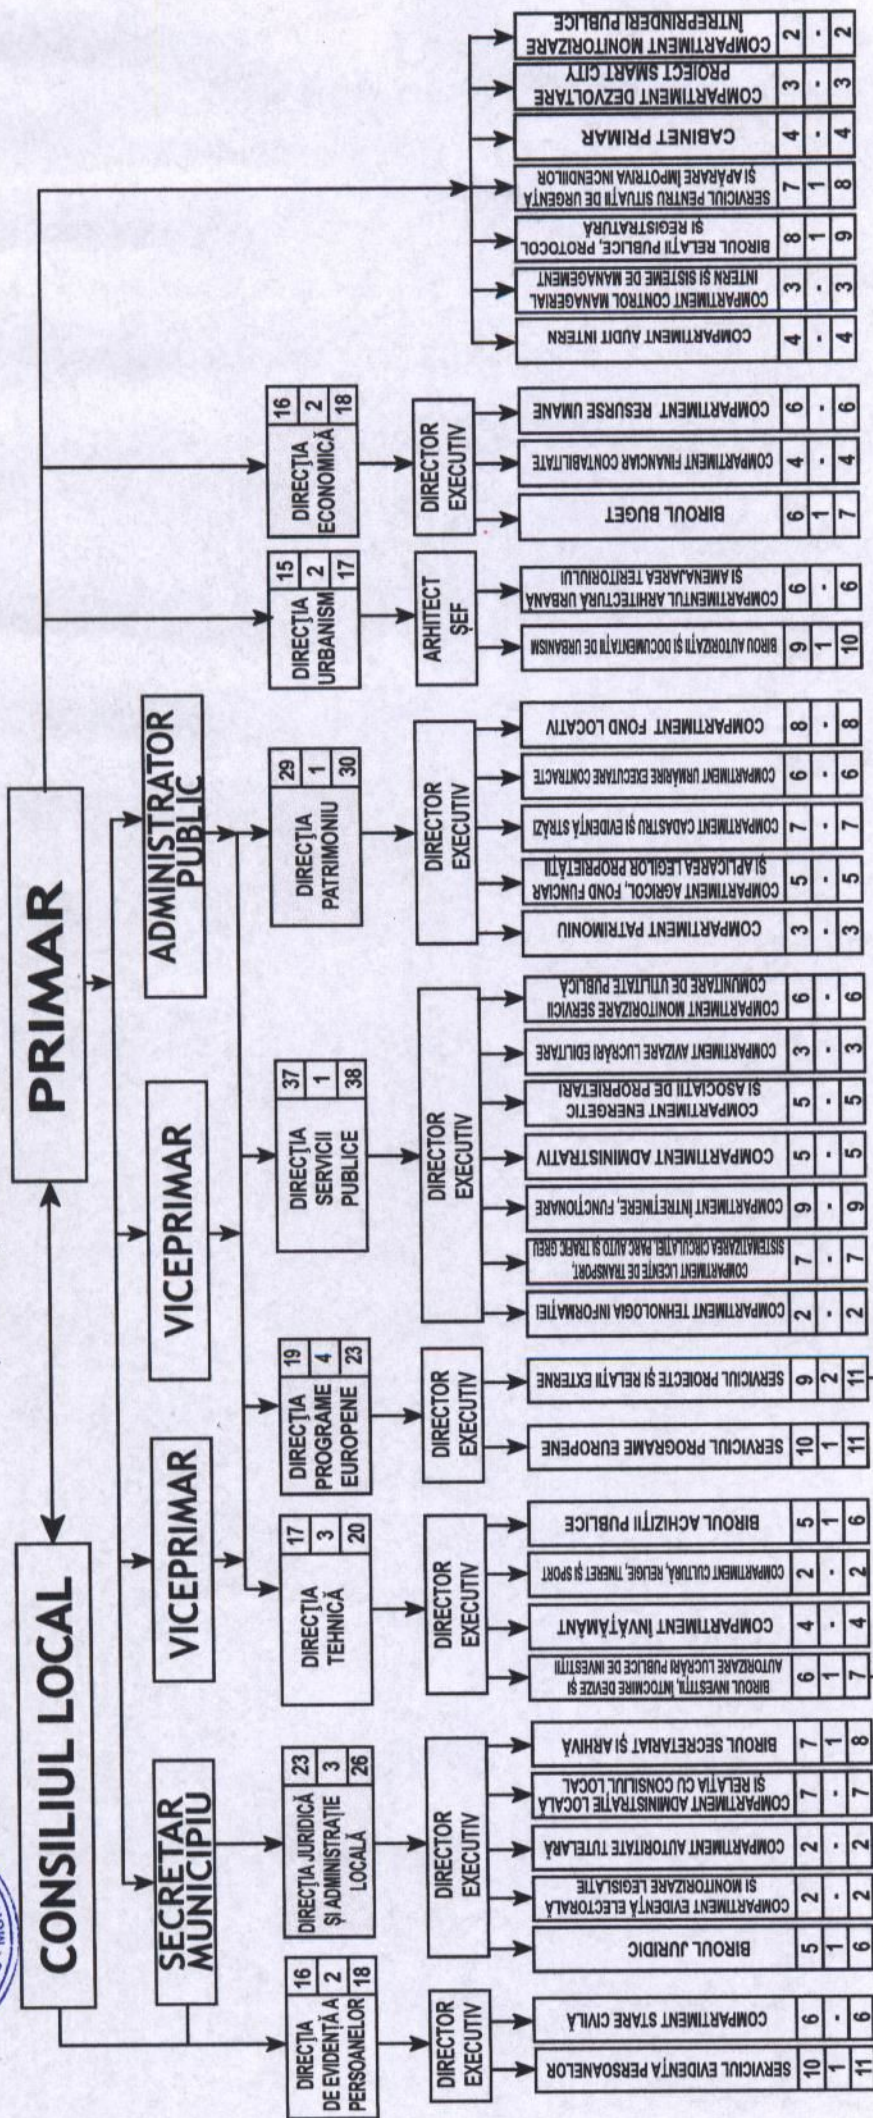 CONSILIUL LOCAL
PRIMAR
SECRETAR
MUNICIPIU
VICEPRIMAR
VICEPRIMAR
ADMINISTRATOR
PUBLIC
DIRECȚIA
DE EVIDENȚĂ A
PERSOANELOR
16
2
18
DIRECȚIA JURIDICĂ
ȘI ADMINISTRAȚIE
LOCALĂ
23
3
26
DIRECȚIA
TEHNICĂ
17
3
20
DIRECȚIA
PROGRAME
EUROPENE
19
4
23
DIRECȚIA
SERVICII
PUBLICE
37
1
38
DIRECȚIA
PATRIMONIU
29
1
30
DIRECȚIA
URBANISM
15
2
17
DIRECȚIA
ECONOMICĂ
16
2
18
DIRECTOR
EXECUTIV
DIRECTOR
EXECUTIV
DIRECTOR
EXECUTIV
DIRECTOR
EXECUTIV
DIRECTOR
EXECUTIV
DIRECTOR
EXECUTIV
ARHITECT
ȘEF
DIRECTOR
EXECUTIV
SERVICIUL EVIDENȚA PERSOANELOR
10
1
11
COMPARTIMENT STARE CIVILĂ
6
-
6
BIROUL JURIDIC
5
1
6
COMPARTIMENT EVIDENȚĂ ELECTORALĂ
ȘI MONITORIZARE LEGISLAȚIE
2
-
2
COMPARTIMENT AUTORITATE TUTELARĂ
2
-
2
COMPARTIMENT ADMINISTRAȚIE LOCALĂ
ȘI RELAȚIA CU CONSILIUL LOCAL
7
-
7
BIROUL SECRETARIAT ȘI ARHIVĂ
7
1
8
BIROUL INVESTIȚII, ÎNTOCMIRE DEVIZE ȘI
AUTORIZARE LUCRĂRI PUBLICE DE INVESTIȚII
6
1
7
COMPARTIMENT ÎNVĂȚĂMÂNT
4
-
4
COMPARTIMENT CULTURĂ, RELIGIE, TINERET ȘI SPORT
2
-
2
BIROUL ACHIZIȚII PUBLICE
5
1
6
SERVICIUL PROGRAME EUROPENE
10
1
11
SERVICIUL PROIECTE ȘI RELAȚII EXTERNE
9
2
11
COMPARTIMENT TEHNOLOGIA INFORMAȚIEI
2
-
2
COMPARTIMENT LICENȚE DE TRANSPORT,
SISTEMATIZAREA CIRCULAȚIEI, PARC AUTO ȘI TRAFIC GREU
7
-
7
COMPARTIMENT ÎNTREȚINERE, FUNCȚIONARE
9
-
9
COMPARTIMENT ADMINISTRATIV
5
-
5
COMPARTIMENT ENERGETIC
ȘI ASOCIAȚII DE PROPRIETARI
5
-
5
COMPARTIMENT AVIZARE LUCRĂRI EDILITARE
3
-
3
COMPARTIMENT MONITORIZARE SERVICII
COMUNITARE DE UTILITATE PUBLICĂ
6
-
6
COMPARTIMENT PATRIMONIU
3
-
3
COMPARTIMENT AGRICOL, FOND FUNCIAR
ȘI APLICAREA LEGILOR PROPRIETĂȚII
5
-
5
COMPARTIMENT CADASTRU ȘI EVIDENȚĂ STRĂZI
7
-
7
COMPARTIMENT URMĂRIRE EXECUTARE CONTRACTE
6
-
6
COMPARTIMENT FOND LOCATIV
8
-
8
BIROU AUTORIZAȚII ȘI DOCUMENTAȚII DE URBANISM
9
1
10
COMPARTIMENTUL ARHITECTURĂ URBANĂ
ȘI AMENAJAREA TERITORIULUI
6
-
6
BIROUL BUGET
6
1
7
COMPARTIMENT FINANCIAR CONTABILITATE
4
-
4
COMPARTIMENT RESURSE UMANE
6
-
6
COMPARTIMENT AUDIT INTERN
4
-
4
COMPARTIMENT CONTROL MANAGERIAL
INTERN ȘI SISTEME DE MANAGEMENT
3
-
3
BIROUL RELAȚII PUBLICE, PROTOCOL
ȘI REGISTRATURĂ
8
1
9
SERVICIUL PENTRU SITUAȚII DE URGENȚĂ
ȘI APĂRARE ÎMPOTRIVA INCENDIILOR
7
1
8
CABINET PRIMAR
4
-
4
COMPARTIMENT DEZVOLTARE
PROIECT SMART CITY
3
-
3
COMPARTIMENT MONITORIZARE
ÎNTREPRINDERI PUBLICE
2
-
2